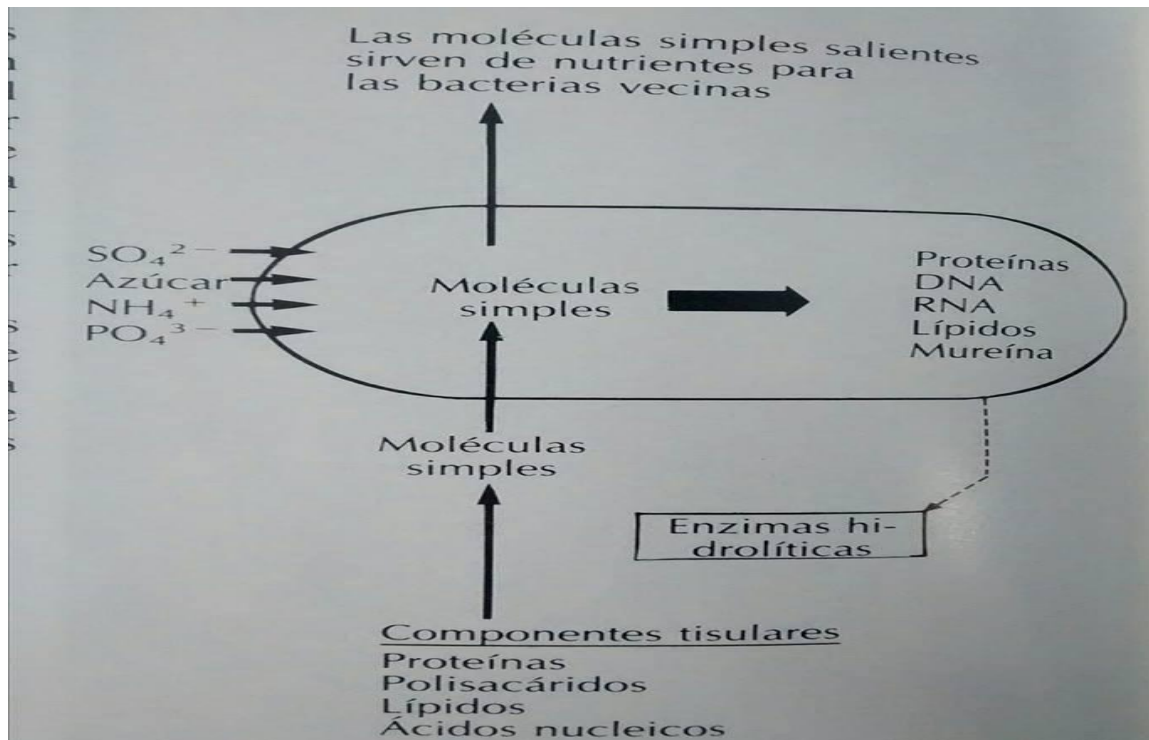 Las moléculas simples salientes
sirven de nutrientes para
las bacterias vecinas
SO₄²⁻
Azúcar
NH₄⁺
PO₄³⁻
Moléculas
simples
Proteínas
DNA
RNA
Lípidos
Mureína
Moléculas
simples
Enzimas hi-
drolíticas
Componentes tisulares
Proteínas
Polisacáridos
Lípidos
Ácidos nucleicos